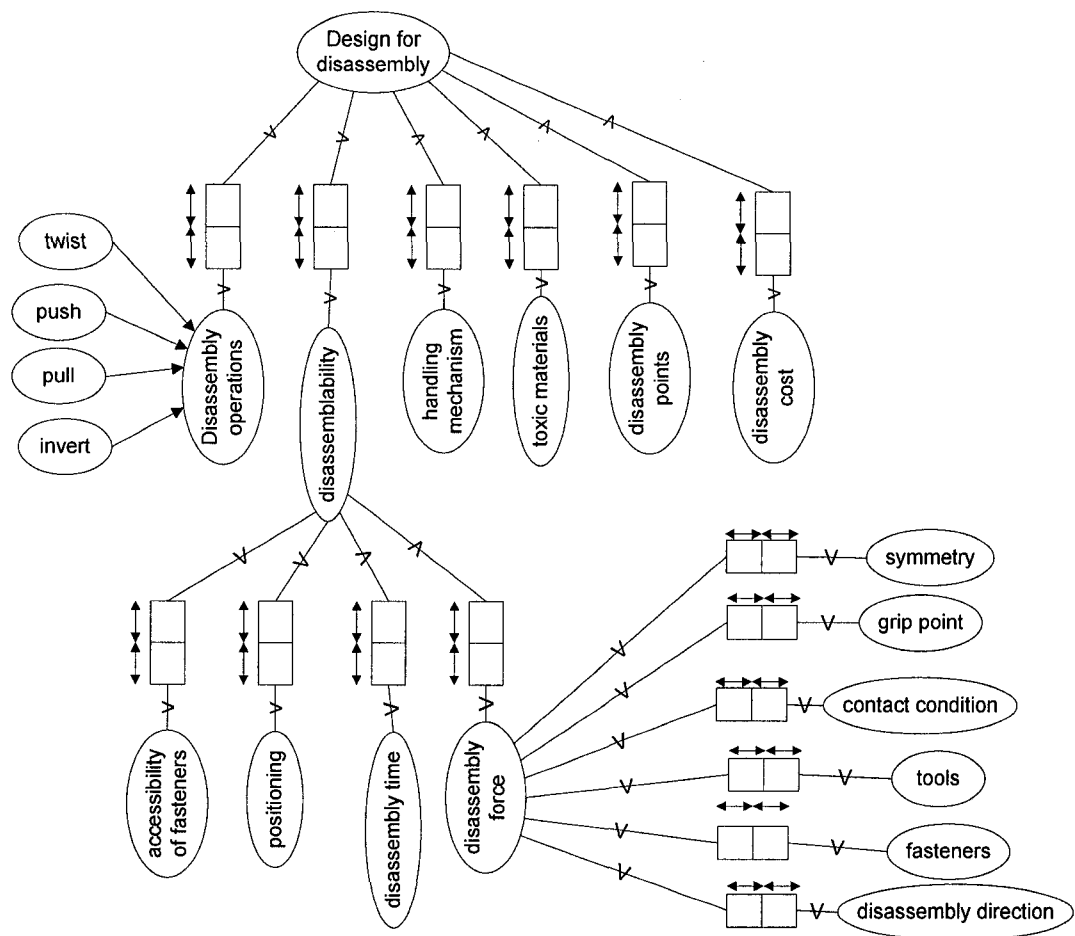 Design for
disassembly
twist
push
pull
invert
Disassembly
operations
disassemblability
handling
mechanism
toxic materials
disassembly
points
disassembly
cost
accessibility
of fasteners
positioning
disassembly time
disassembly
force
symmetry
grip point
contact condition
tools
fasteners
disassembly direction